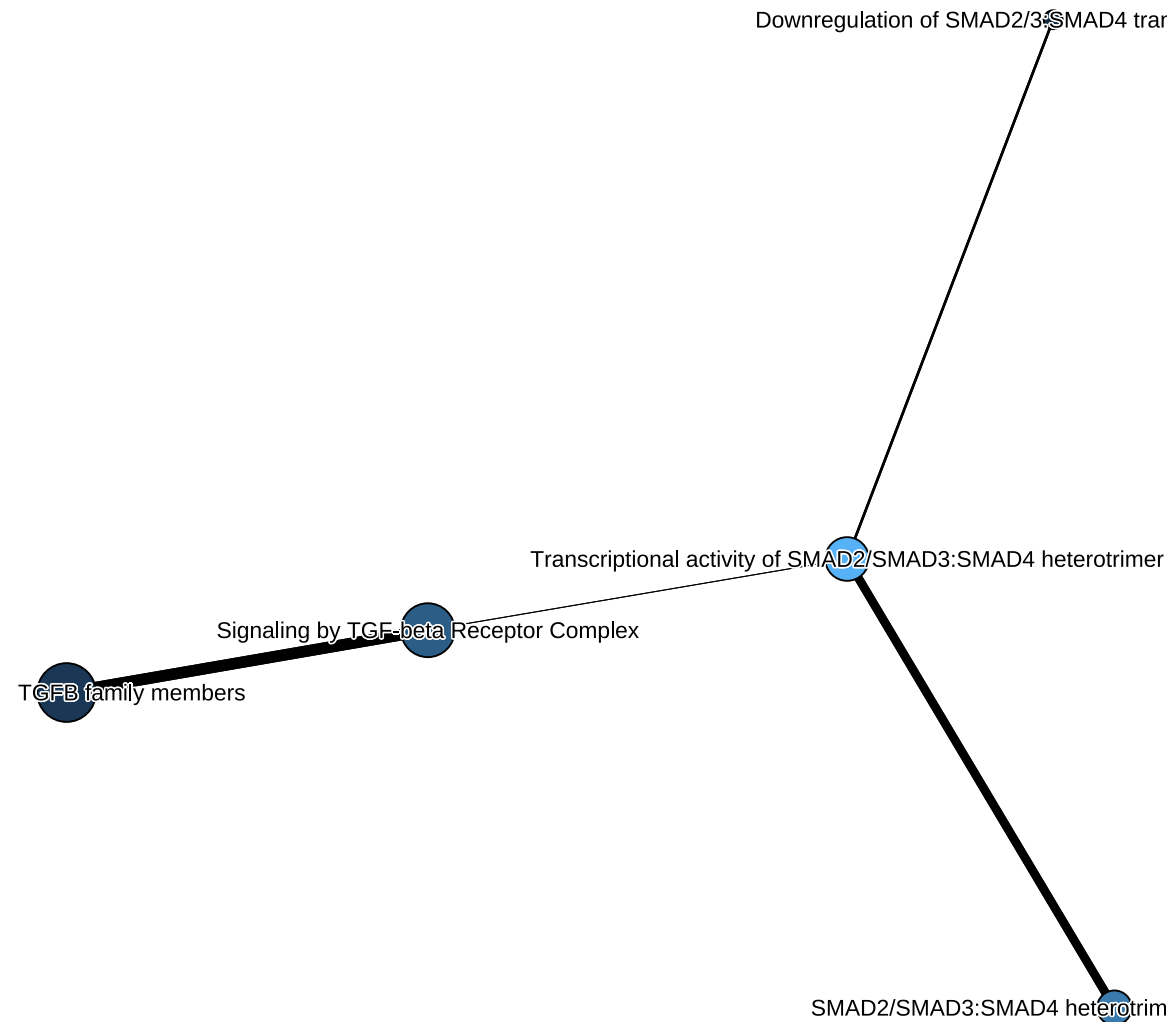 Downregulation of SMAD2/3:SMAD4 trar
Transcriptional activity of SMAD2/SMAD3:SMAD4 heterotrimer
Signaling by TGF-beta Receptor Complex
TGFB family members
SMAD2/SMAD3:SMAD4 heterotrim